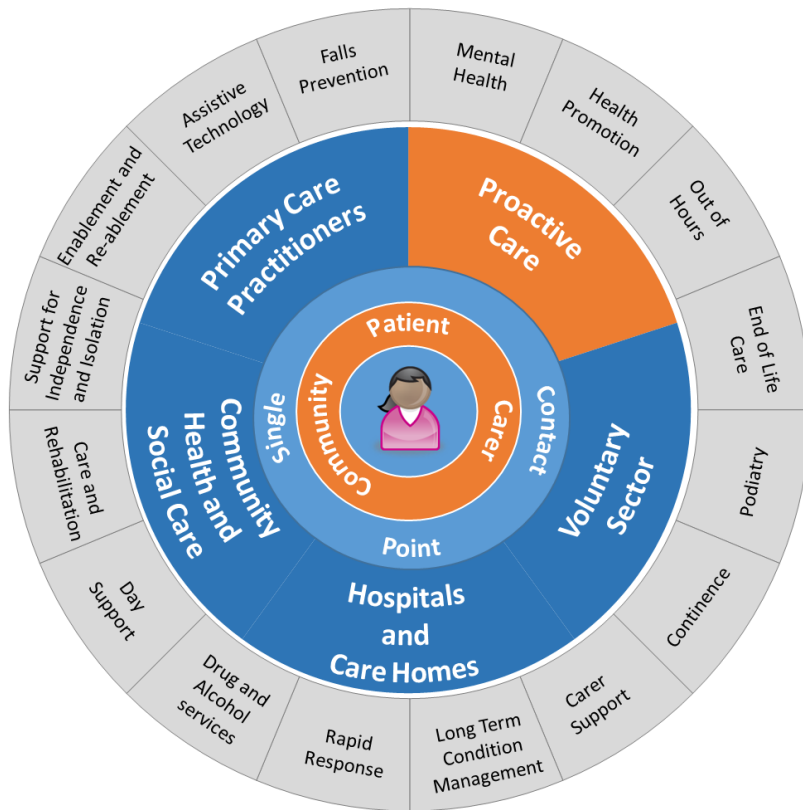 Falls
Prevention
Mental
Health
Health
Promotion
Out of
Hours
End of Life
Care
Podiatry
Continence
Carer
Support
Long Term
Condition
Management
Rapid
Response
Drug and
Alcohol
services
Day
Support
Care and
Rehabilitation
Support for
Independence
and Isolation
Enablement and
Re-ablement
Assistive
Technology
Primary Care
Practitioners
Proactive
Care
Voluntary
Sector
Hospitals
and
Care Homes
Community
Health and
Social Care
Single
Point
Contact
Patient
Carer
Community